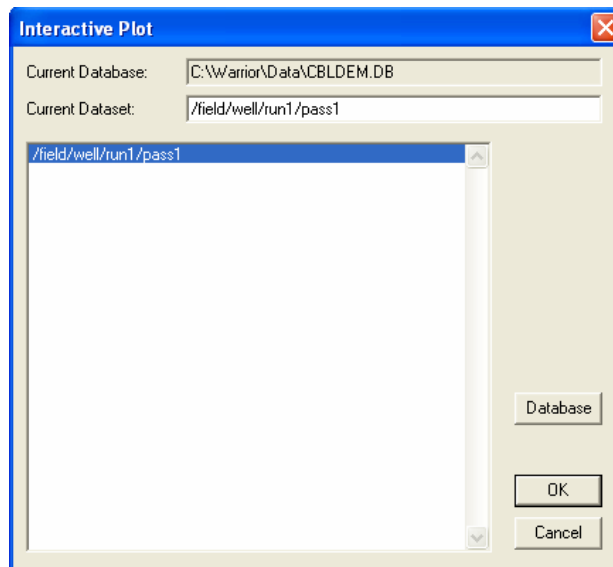 Interactive Plot
Current Database: C:\Warrior\Data\CBLDEM.DB
Current Dataset: /field/well/run1/pass1
/field/well/run1/pass1
Database
OK
Cancel